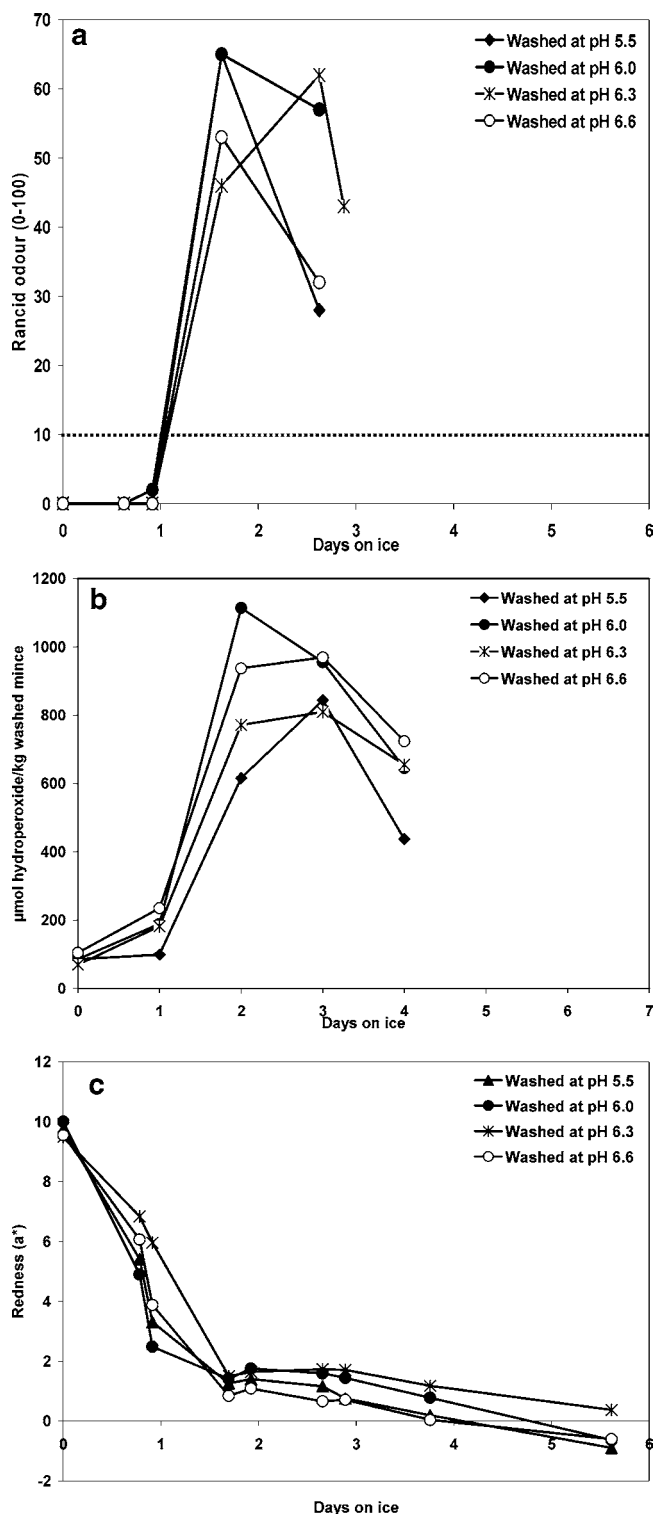 a
70
60
50
40
30
20
10
0
Rancid odour (0-100)
Washed at pH 5.5
Washed at pH 6.0
Washed at pH 6.3
Washed at pH 6.6
0 1 2 3 4 5 6
Days on ice
b
1200
1000
800
600
400
200
0
µmol hydroperoxide/kg washed mince
Washed at pH 5.5
Washed at pH 6.0
Washed at pH 6.3
Washed at pH 6.6
0 1 2 3 4 5 6 7
Days on ice
c
12
10
8
6
4
2
0
-2
Redness (a*)
Washed at pH 5.5
Washed at pH 6.0
Washed at pH 6.3
Washed at pH 6.6
0 1 2 3 4 5 6
Days on ice